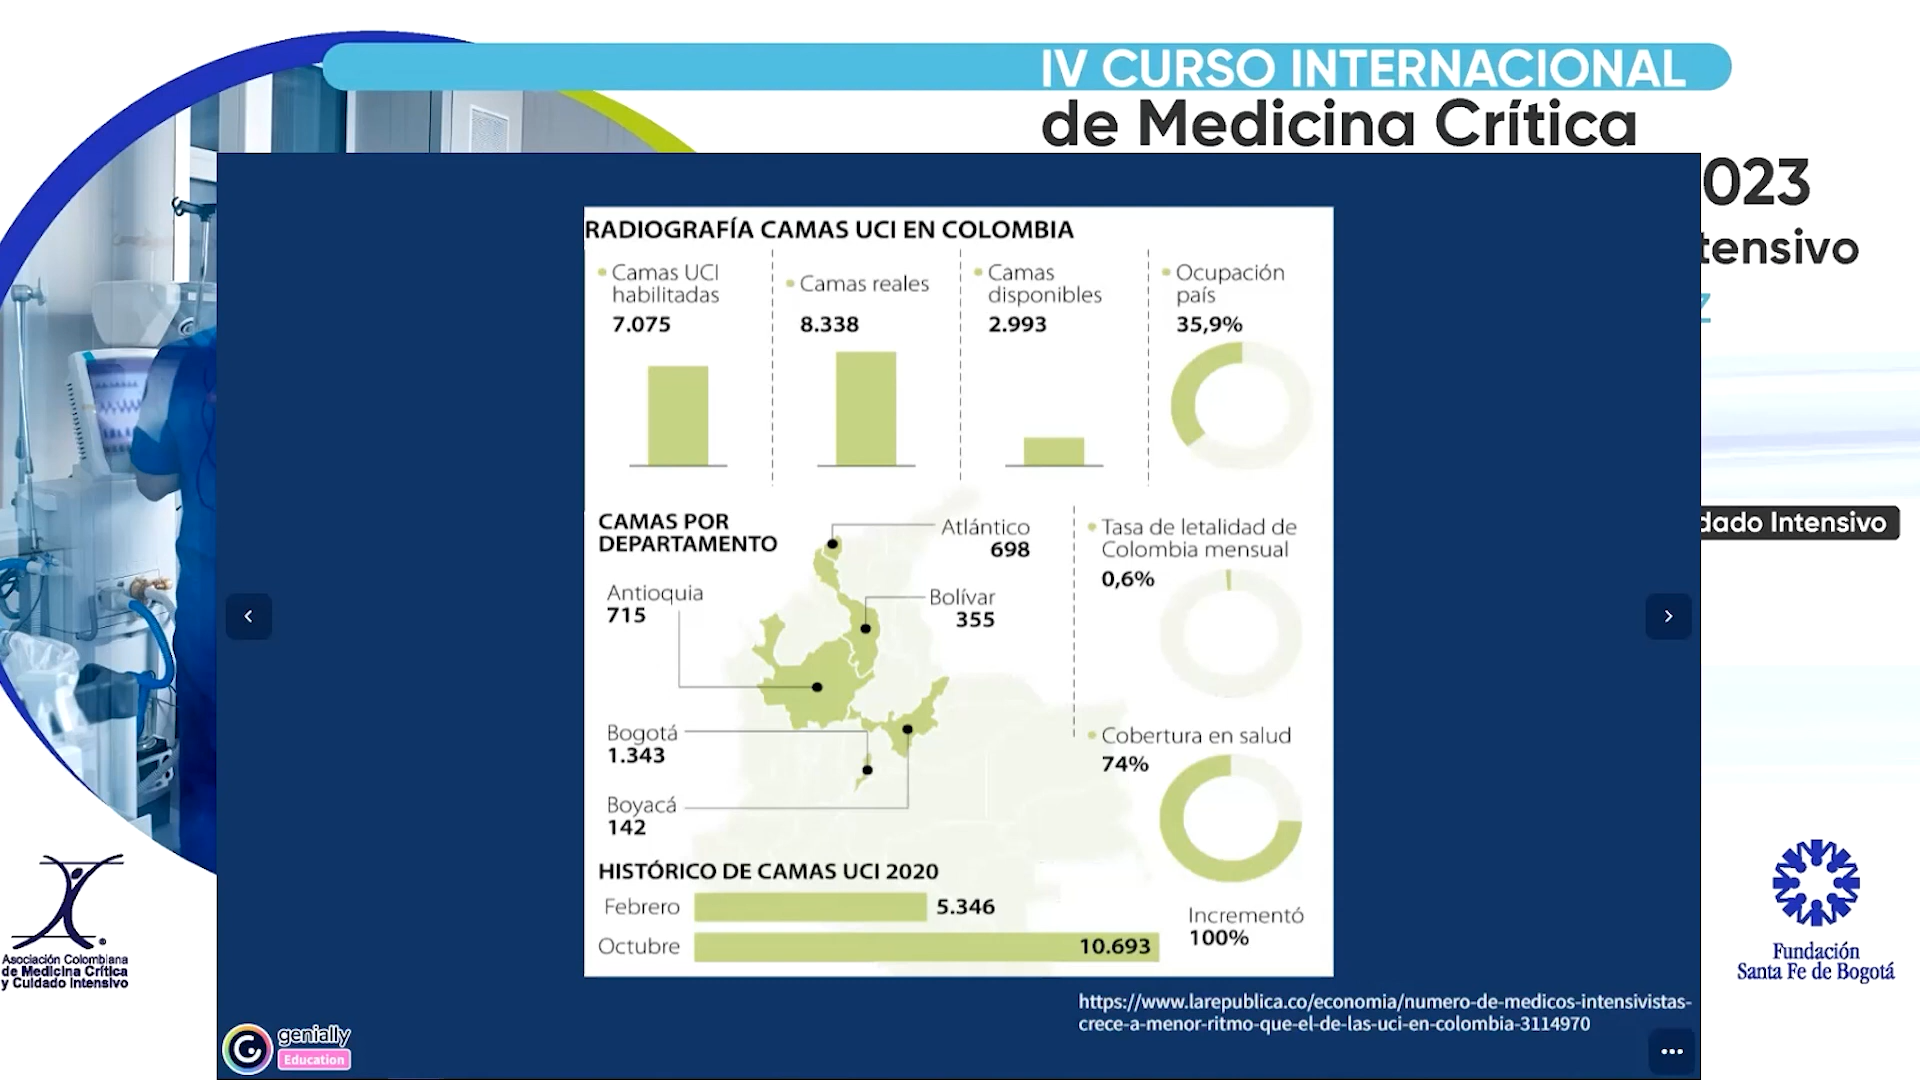 IV CURSO INTERNACIONAL
de Medicina Crítica
023
tensivo
RADIOGRAFÍA CAMAS UCI EN COLOMBIA
Camas UCI
habilitadas
7.075
Camas reales
8.338
Camas
disponibles
2.993
Ocupación
país
35,9%
CAMAS POR
DEPARTAMENTO
Atlántico
698
Antioquia
715
Bolívar
355
Bogotá
1.343
Boyacá
142
Tasa de letalidad de
Colombia mensual
0,6%
Cobertura en salud
74%
HISTÓRICO DE CAMAS UCI 2020
Febrero 5.346
Octubre 10.693
Incrementó
100%
https://www.larepublica.co/economia/numero-de-medicos-intensivistas-
crece-a-menor-ritmo-que-el-de-las-uci-en-colombia-3114970
genially
Education
dado Intensivo
Asociación Colombiana
de Medicina Crítica
y Cuidado Intensivo
Fundación
Santa Fe de Bogotá